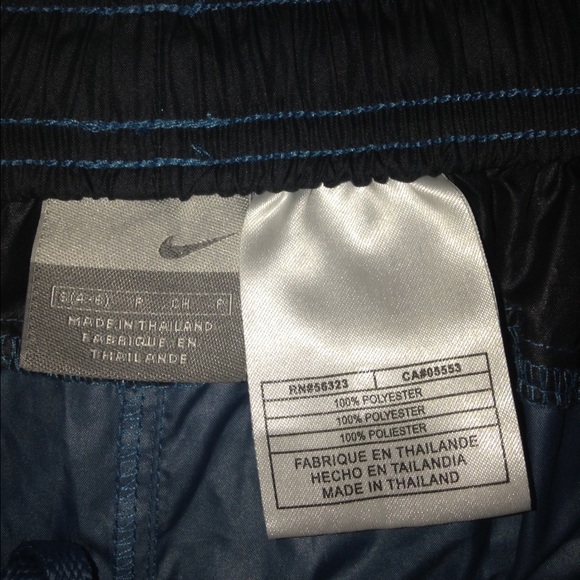 S(4-6) P CH P
MADE IN THAILAND
FABRIQUE EN
THAILANDE
RN#56323 CA#05553
100% POLYESTER
100% POLYESTER
100% POLIESTER
FABRIQUE EN THAILANDE
HECHO EN TAILANDIA
MADE IN THAILAND